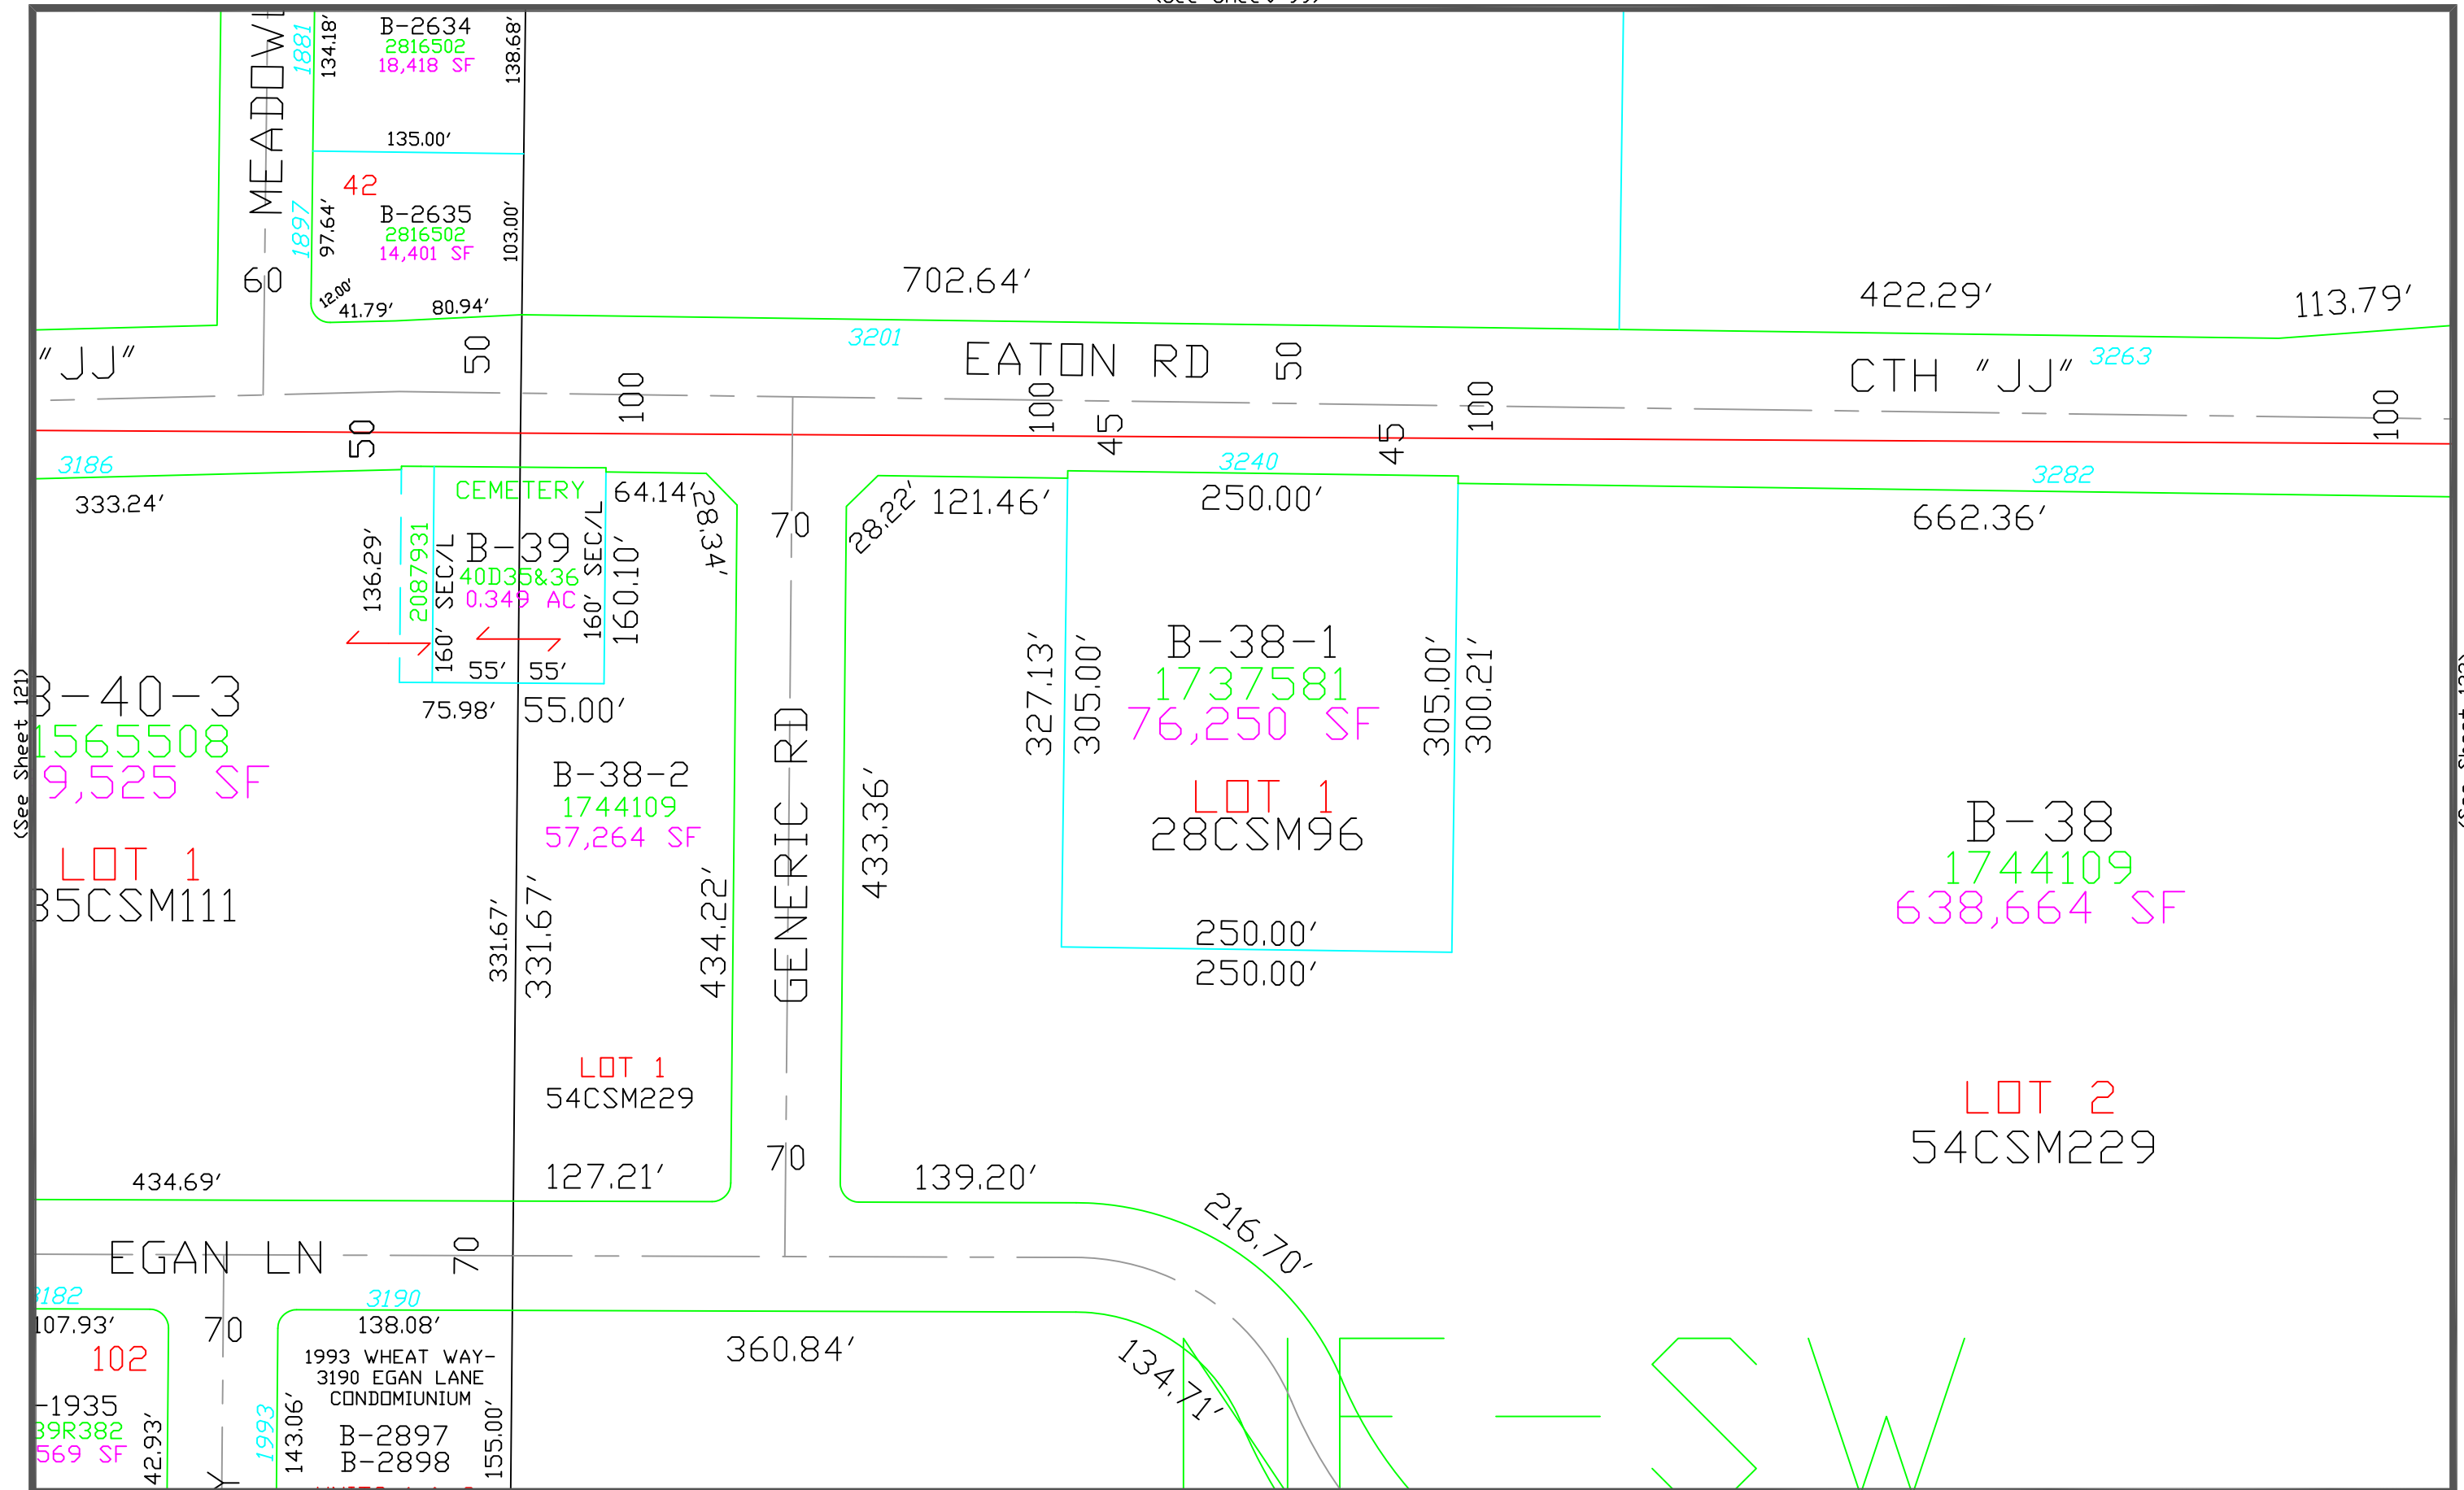 B-2634
2816502
18,418 SF
1881
134.18'
138.68'
135.00'
42
B-2635
2816502
14,401 SF
1897
97.64'
103.00'
12.00'
41.79'
80.94'
60
702.64'
422.29'
113.79'
3201
3263
"JJ"
EATON RD
CTH "JJ"
50
50
50
100
100
100
100
45
45
3186
333.24'
3240
3282
CEMETERY
B-39
40D35&36
0.349 AC
2087931
136.29'
160' SEC/L
160' SEC/L
160.10'
55'
55'
75.98'
55.00'
64.14'
28.34'
28.22'
121.46'
250.00'
662.36'
70
(See Sheet 121)
B-40-3
1565508
9,525 SF
LOT 1
35CSM111
B-38-2
1744109
57,264 SF
LOT 1
54CSM229
331.67'
331.67'
434.22'
GENERIC RD
433.36'
327.13'
305.00'
B-38-1
1737581
76,250 SF
LOT 1
28CSM96
305.00'
300.21'
250.00'
250.00'
B-38
1744109
638,664 SF
LOT 2
54CSM229
434.69'
127.21'
70
139.20'
216.70'
EGAN LN
70
3182
107.93'
102
-1935
39R382
569 SF
42.93'
70
3190
138.08'
1993 WHEAT WAY-
3190 EGAN LANE
CONDOMIUNIUM
B-2897
B-2898
1993
143.06'
155.00'
360.84'
134.71'
NE-SW